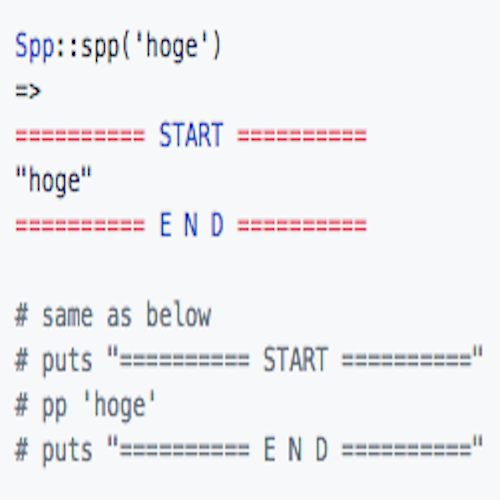 Spp::spp('hoge')
=>
========== START ==========
"hoge"
========== E N D ==========
# same as below
# puts "========== START =========="
# pp 'hoge'
# puts "========== E N D =========="